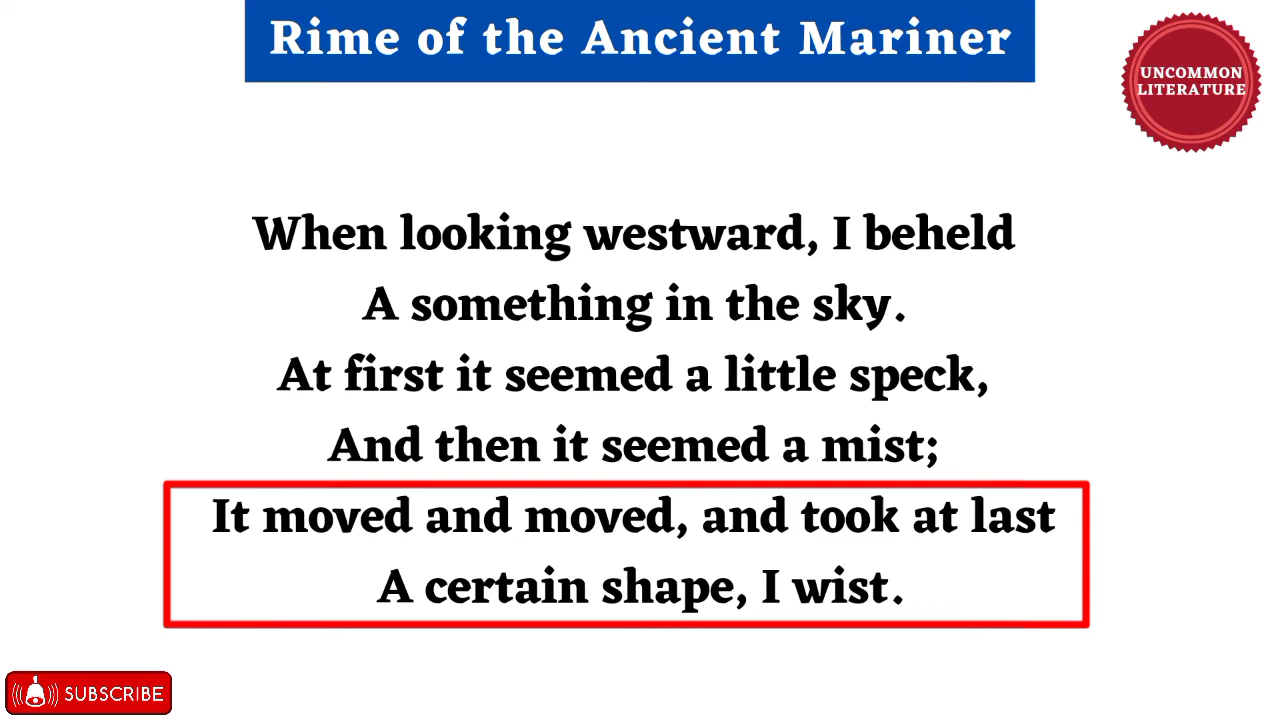 Rime of the Ancient Mariner
UNCOMMON
LITERATURE
When looking westward, I beheld
A something in the sky.
At first it seemed a little speck,
And then it seemed a mist;
It moved and moved, and took at last
A certain shape, I wist.
SUBSCRIBE